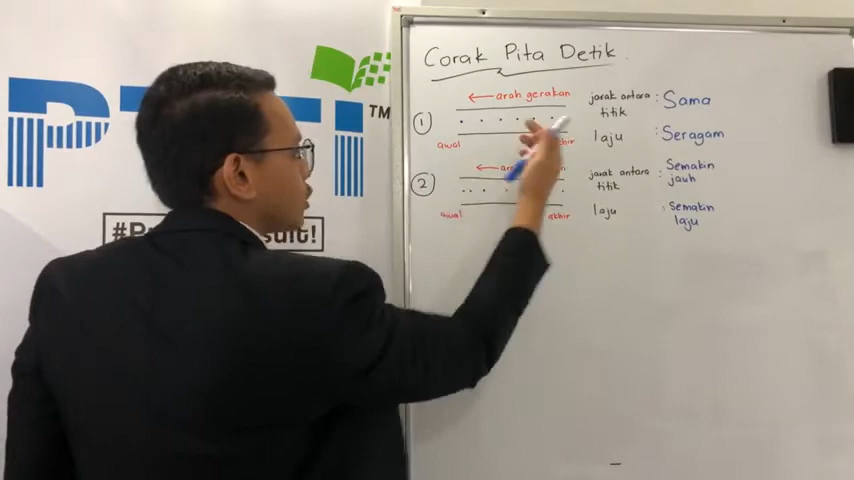 Corak Pita Detik
← arah gerakan
1
awal
akhir
jarak antara titik : Sama
laju : Seragam
2
awal
akhir
jarak antara titik : Semakin jauh
laju : Semakin laju
TM